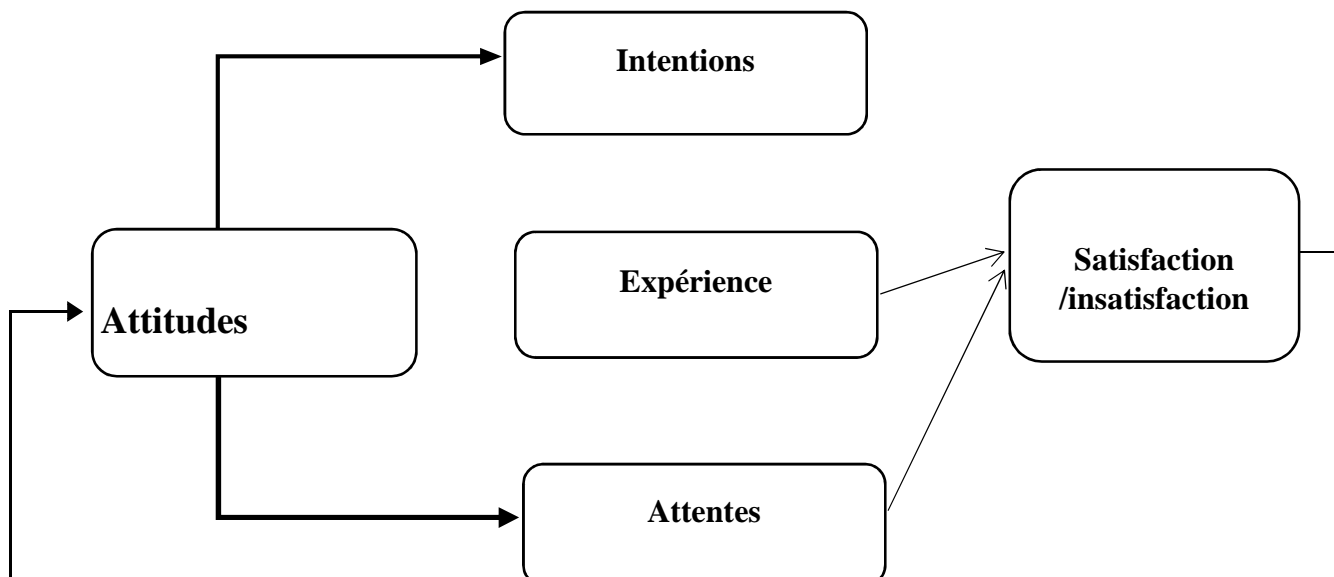 Intentions
Expérience
Satisfaction
/insatisfaction
Attitudes
Attentes